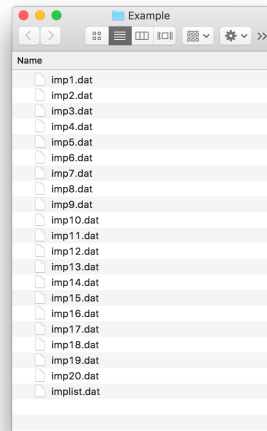 Example
Name
imp1.dat
imp2.dat
imp3.dat
imp4.dat
imp5.dat
imp6.dat
imp7.dat
imp8.dat
imp9.dat
imp10.dat
imp11.dat
imp12.dat
imp13.dat
imp14.dat
imp15.dat
imp16.dat
imp17.dat
imp18.dat
imp19.dat
imp20.dat
implist.dat